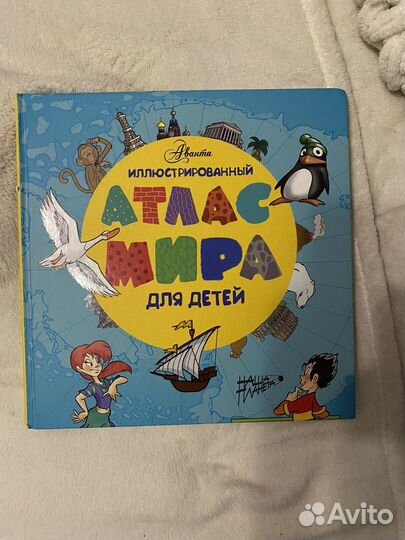 Аванта
ИЛЛЮСТРИРОВАННЫЙ
АТЛАС
МИРА
ДЛЯ ДЕТЕЙ
НАША
ПЛАНЕТА
Avito